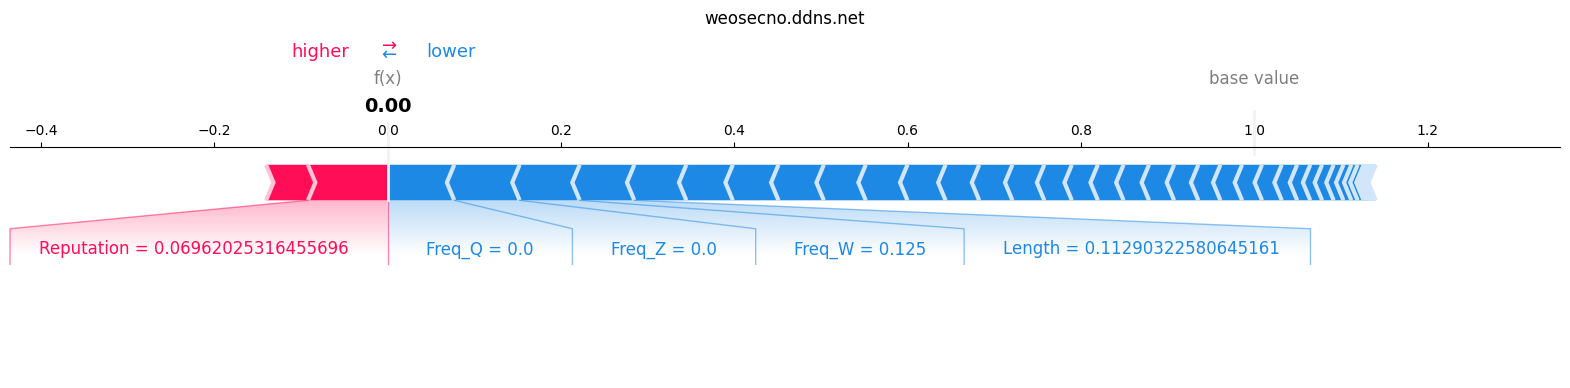 weosecno.ddns.net
higher ⇄ lower
f(x) base value
0.00
−0.4 −0.2 0.0 0.2 0.4 0.6 0.8 1.0 1.2
Reputation = 0.06962025316455696 Freq_Q = 0.0 Freq_Z = 0.0 Freq_W = 0.125 Length = 0.11290322580645161